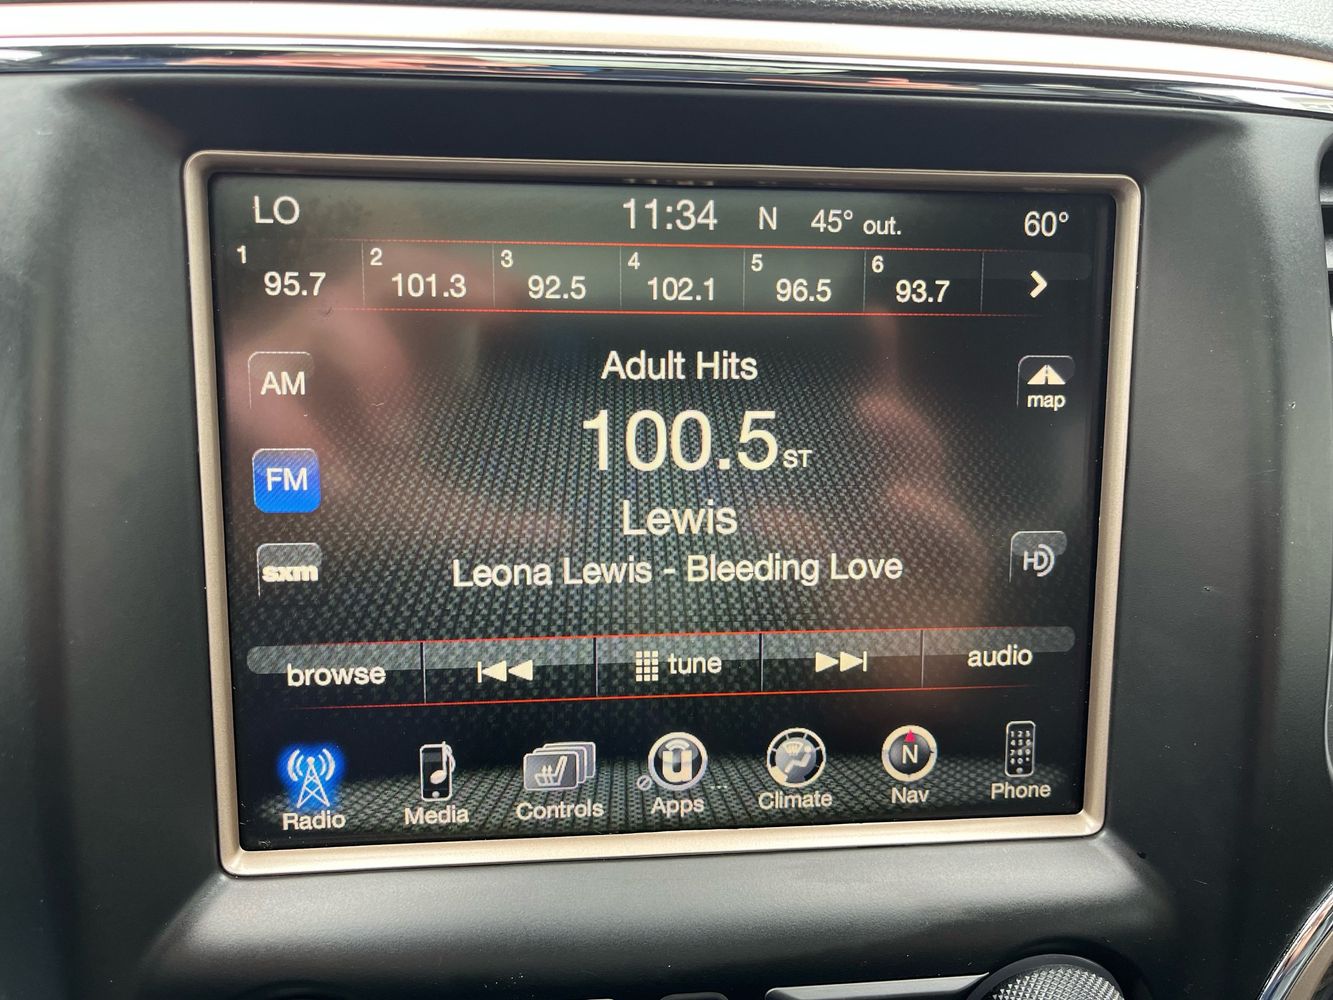 LO 11:34 N 45° out. 60°
1 95.7 2 101.3 3 92.5 4 102.1 5 96.5 6 93.7
Adult Hits
AM
map
100.5 ST
FM
Lewis
HD
sxm
Leona Lewis - Bleeding Love
browse tune audio
Radio Media Controls Apps Climate Nav Phone
u N